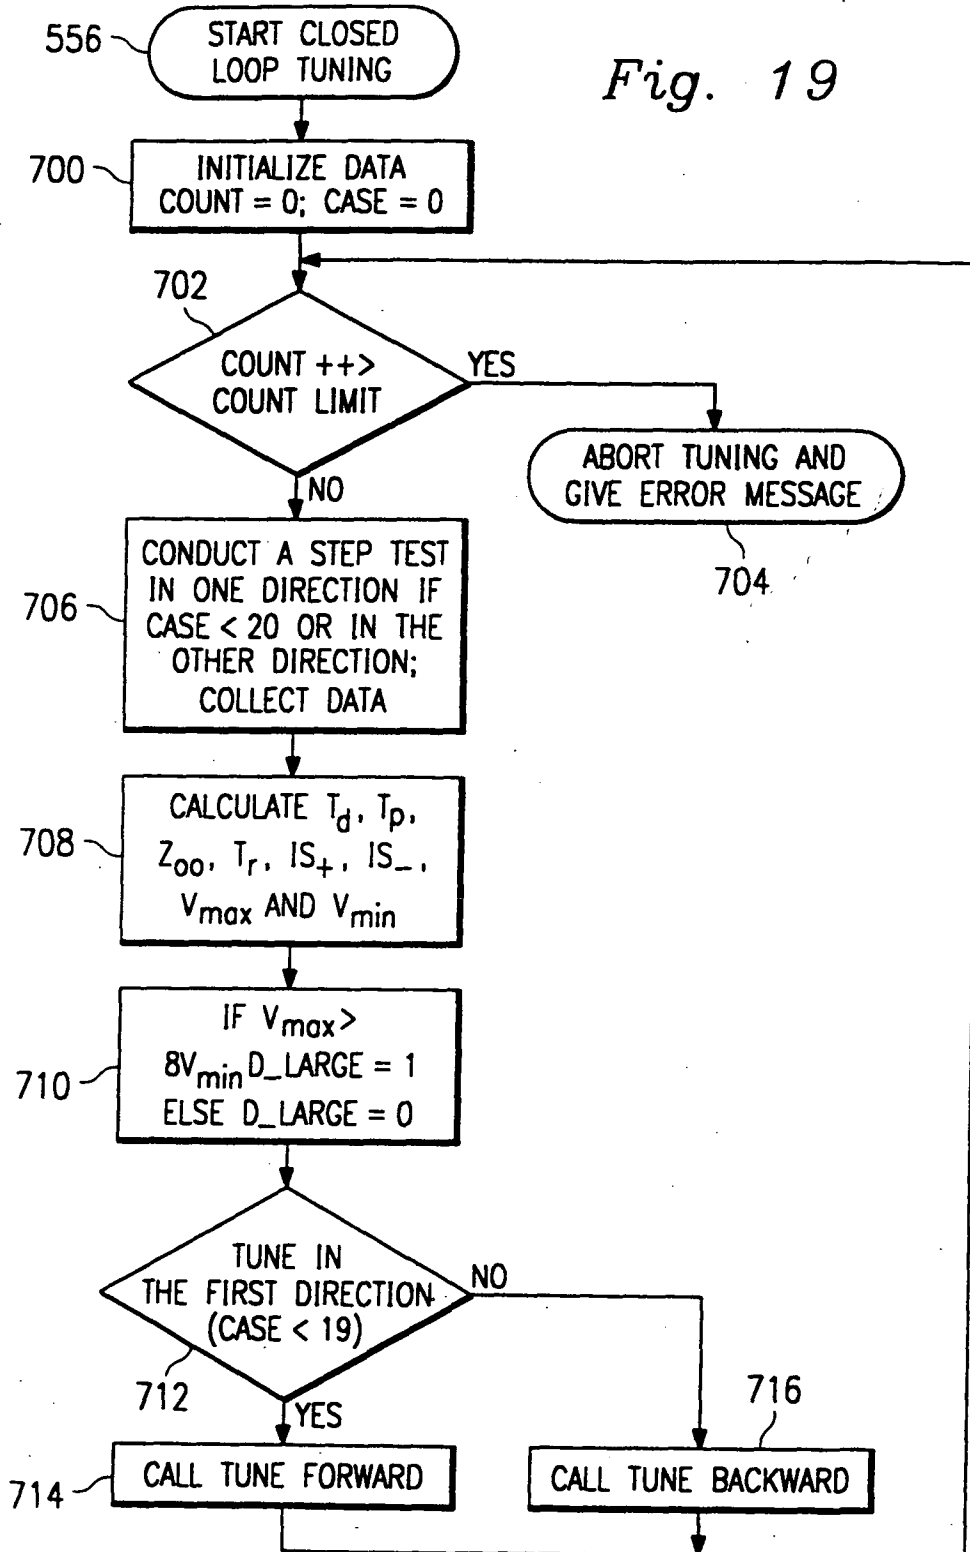 Fig. 19
556
START CLOSED
LOOP TUNING
700
INITIALIZE DATA
COUNT = 0; CASE = 0
702
COUNT ++>
COUNT LIMIT
YES
NO
ABORT TUNING AND
GIVE ERROR MESSAGE
704
706
CONDUCT A STEP TEST
IN ONE DIRECTION IF
CASE < 20 OR IN THE
OTHER DIRECTION;
COLLECT DATA
708
CALCULATE Td, Tp,
Zoo, Tr, IS+, IS–,
Vmax AND Vmin
710
IF Vmax>
8Vmin D_LARGE = 1
ELSE D_LARGE = 0
TUNE IN
THE FIRST DIRECTION
(CASE < 19)
NO
712
YES
716
714
CALL TUNE FORWARD
CALL TUNE BACKWARD